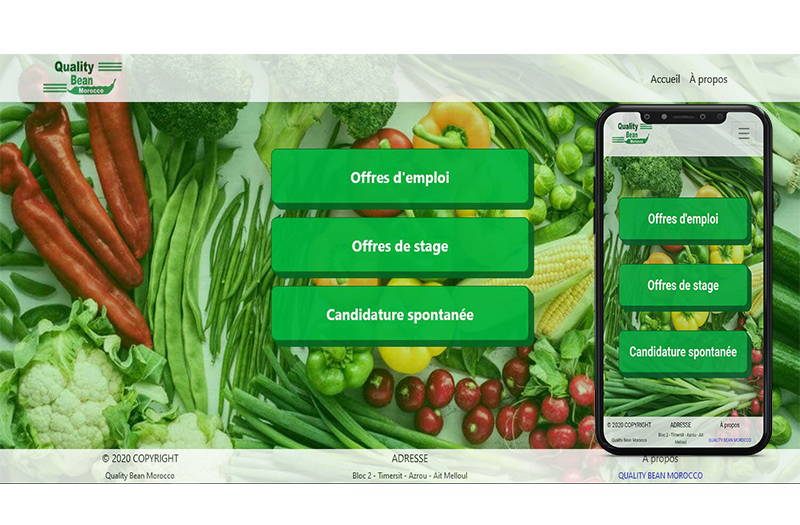 Quality
Bean
Morocco
Accueil À propos
Offres d'emploi
Offres de stage
Candidature spontanée
© 2020 COPYRIGHT
Quality Bean Morocco
ADRESSE
Bloc 2 - Timersit - Azrou - Ait Melloul
À propos
QUALITY BEAN MOROCCO
Quality
Bean
Morocco
Offres d'emploi
Offres de stage
Candidature spontanée
© 2020 COPYRIGHT
Quality Bean Morocco
ADRESSE
Bloc 2 - Timersit - Azrou - Ait
Melloul
À propos
QUALITY BEAN MOROCCO